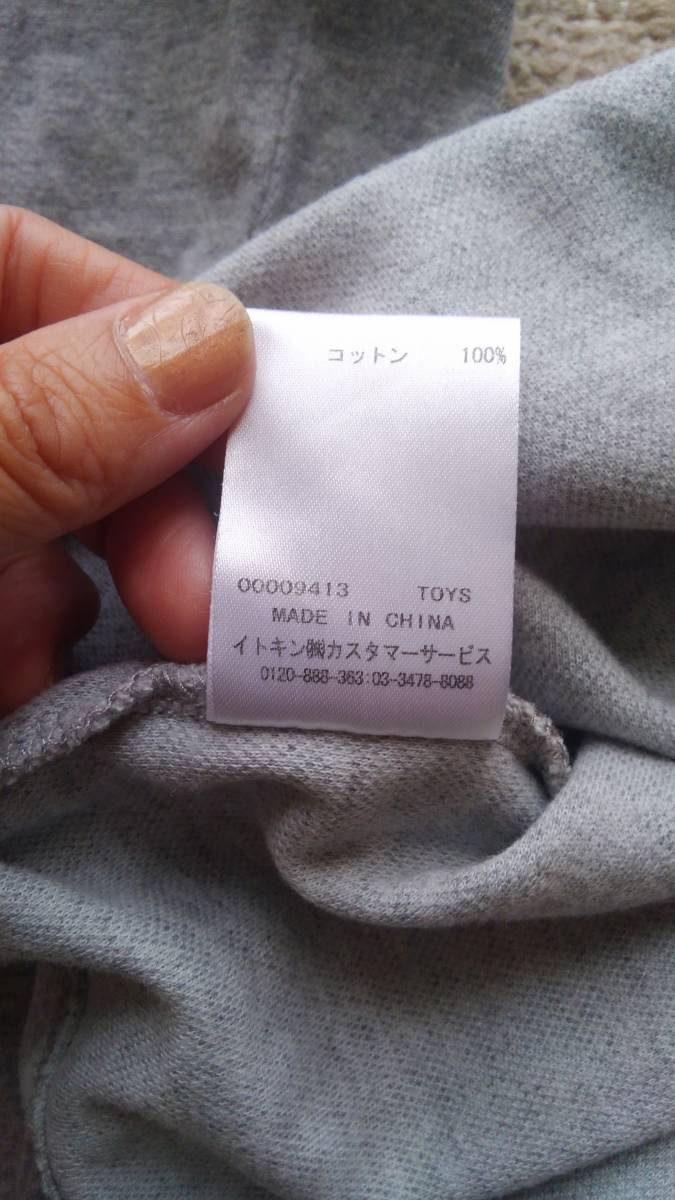 コットン 100%
00009413 TOYS
MADE IN CHINA
イトキン㈱カスタマーサービス
0120-888-363:03-3478-8088